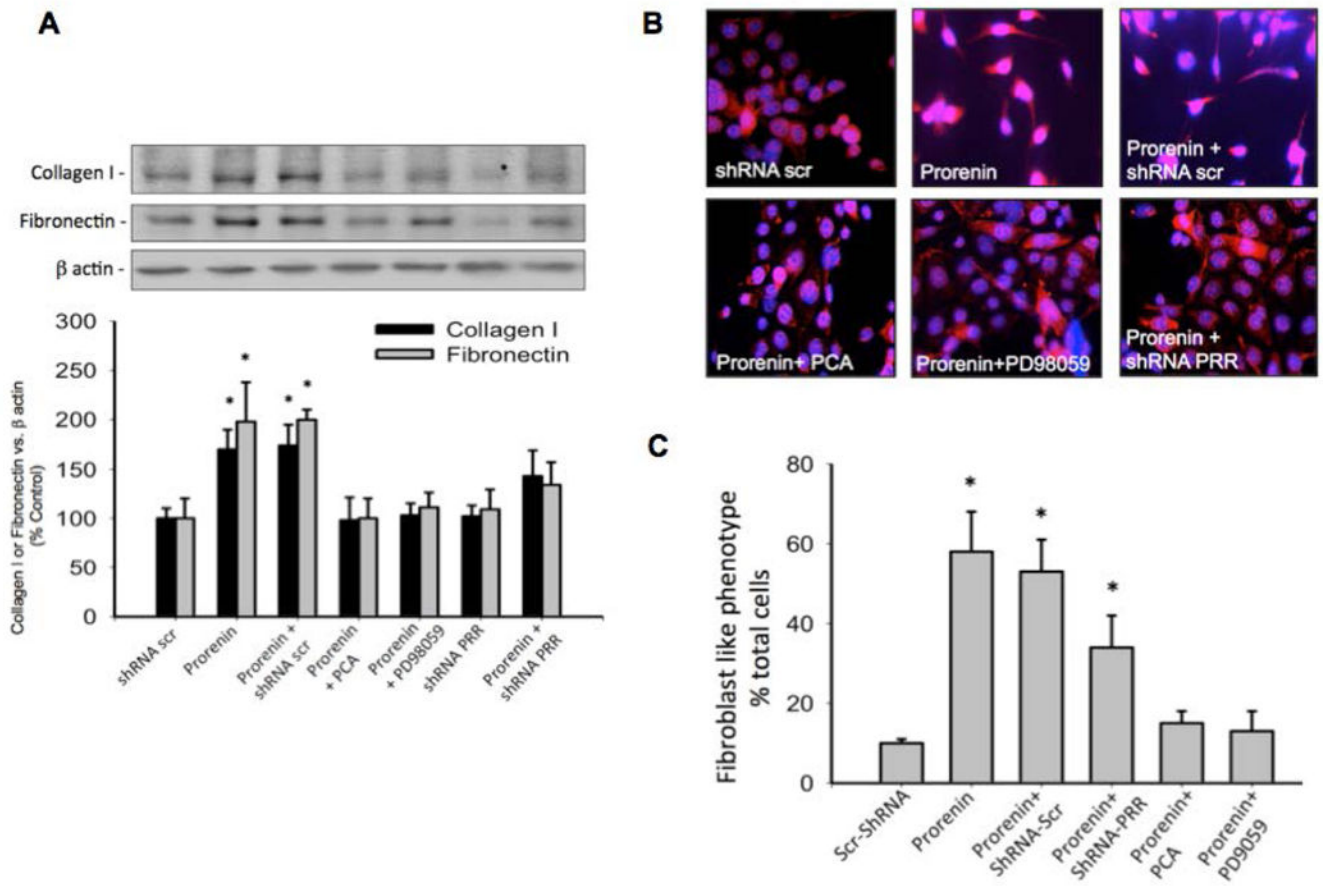 A
Collagen I -
Fibronectin -
β actin -
300
250
200
150
100
50
0
Collagen I or Fibronectin vs. β actin
(% Control)
Collagen I
Fibronectin
*
*
*
*
shRNA scr
Prorenin
Prorenin +
shRNA scr
Prorenin
+ PCA
Prorenin
+ PD98059
shRNA PRR
Prorenin +
shRNA PRR
B
shRNA scr
Prorenin
Prorenin +
shRNA scr
Prorenin+ PCA
Prorenin+PD98059
Prorenin +
shRNA PRR
C
80
60
40
20
0
Fibroblast like phenotype
% total cells
*
*
*
Scr-ShRNA
Prorenin
Prorenin+
ShRNA-Scr
Prorenin+
ShRNA-PRR
Prorenin+
PCA
Prorenin+
PD9059